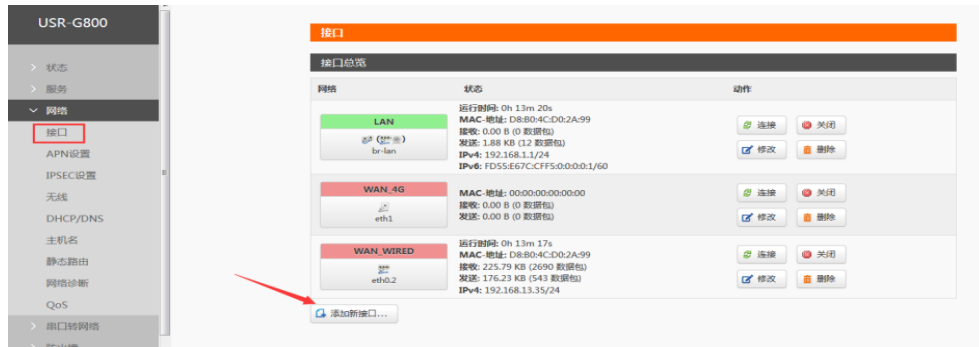 USR-G800
状态
服务
网络
接口
APN设置
IPSEC设置
无线
DHCP/DNS
主机名
静态路由
网络诊断
QoS
串口转网络
接口
接口总览
网络 状态 动作
LAN
br-lan
运行时间: 0h 13m 20s
MAC-地址: D8:B0:4C:D0:2A:99
接收: 0.00 B (0 数据包)
发送: 1.88 KB (12 数据包)
IPv4: 192.168.1.1/24
IPv6: FD55:E67C:CFF5:0:0:0:0:1/60
连接 关闭
修改 删除
WAN_4G
eth1
MAC-地址: 00:00:00:00:00:00
接收: 0.00 B (0 数据包)
发送: 0.00 B (0 数据包)
连接 关闭
修改 删除
WAN_WIRED
eth0.2
运行时间: 0h 13m 17s
MAC-地址: D8:B0:4C:D0:2A:99
接收: 225.79 KB (2690 数据包)
发送: 176.23 KB (543 数据包)
IPv4: 192.168.13.35/24
连接 关闭
修改 删除
添加新接口...